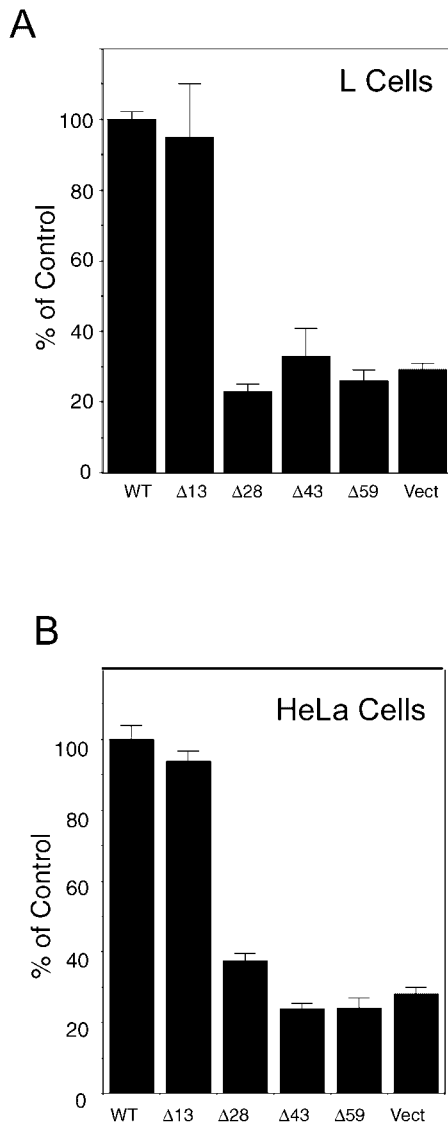 A
L Cells
% of Control
100
80
60
40
20
0
WT Δ13 Δ28 Δ43 Δ59 Vect
B
HeLa Cells
% of Control
100
80
60
40
20
0
WT Δ13 Δ28 Δ43 Δ59 Vect